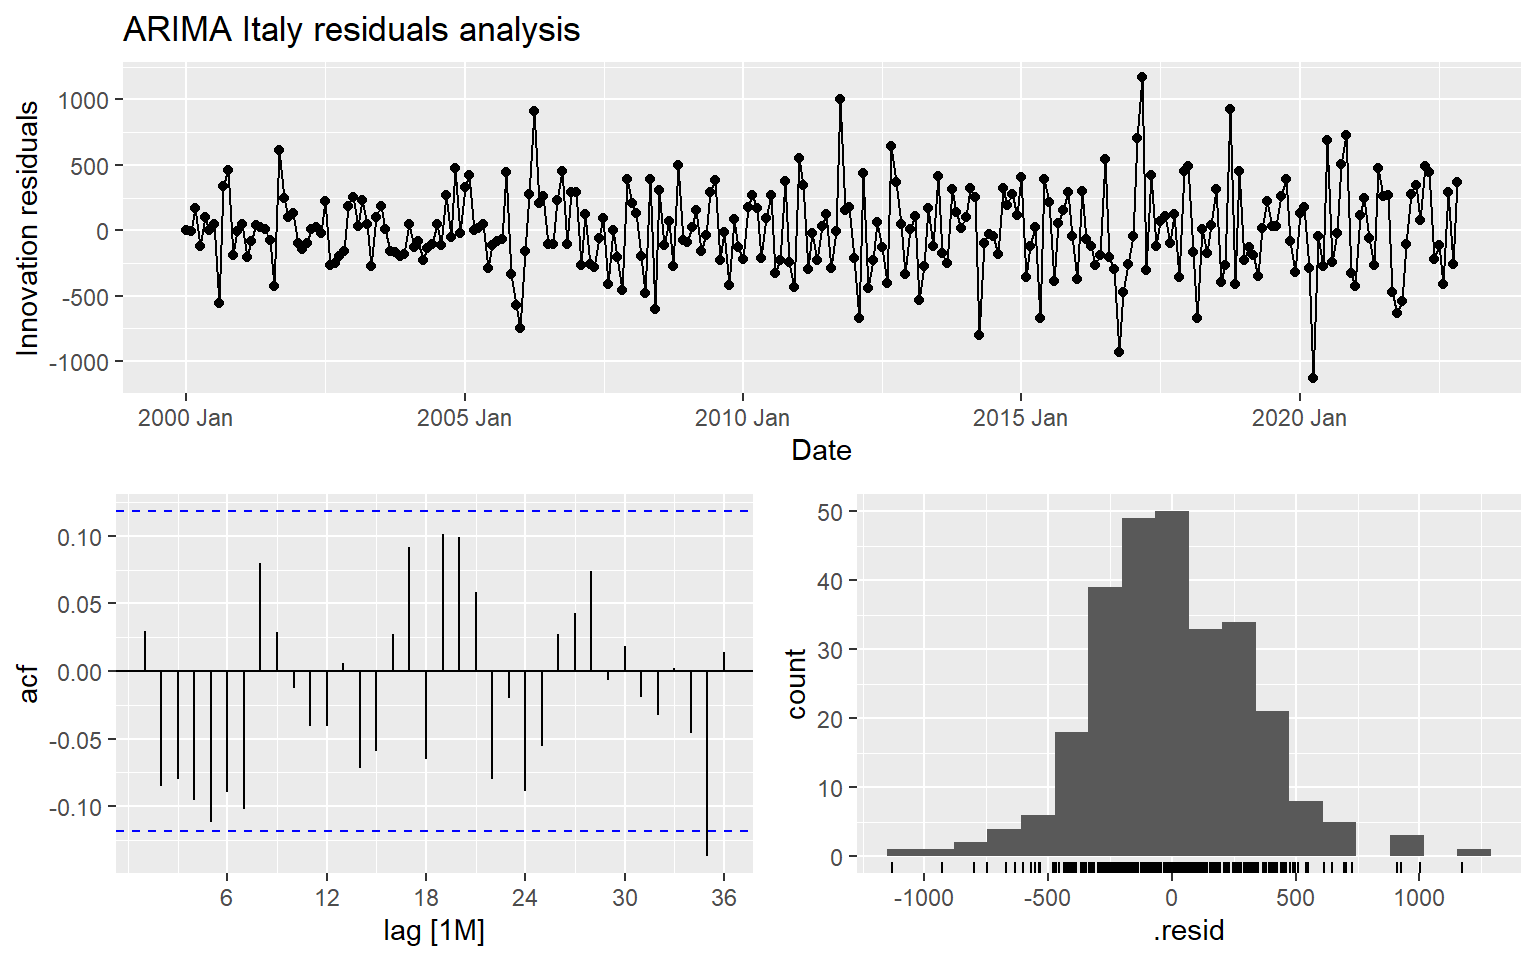 ARIMA Italy residuals analysis
Innovation residuals
1000
500
0
-500
-1000
2000 Jan
2005 Jan
2010 Jan
2015 Jan
2020 Jan
Date
acf
0.10
0.05
0.00
-0.05
-0.10
6
12
18
24
30
36
lag [1M]
count
50
40
30
20
10
0
-1000
-500
0
500
1000
.resid